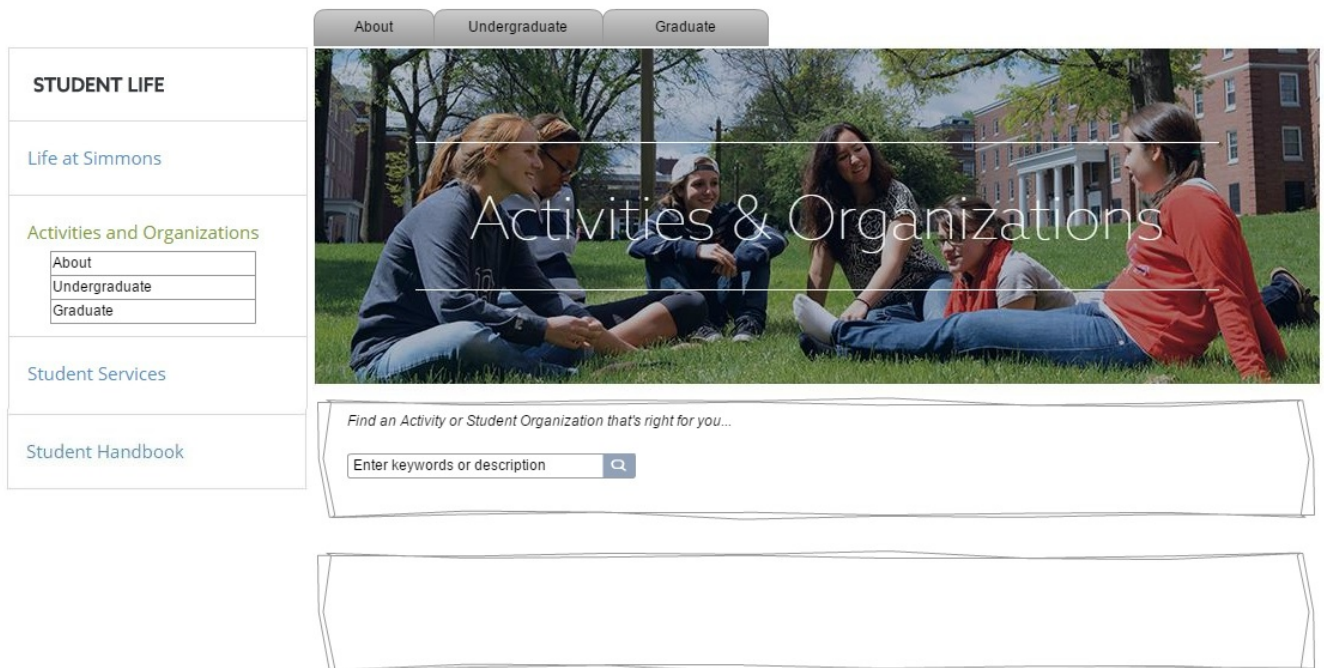 About
Undergraduate
Graduate
STUDENT LIFE
Life at Simmons
Activities and Organizations
About
Undergraduate
Graduate
Student Services
Student Handbook
Activities & Organizations
Find an Activity or Student Organization that's right for you...
Enter keywords or description